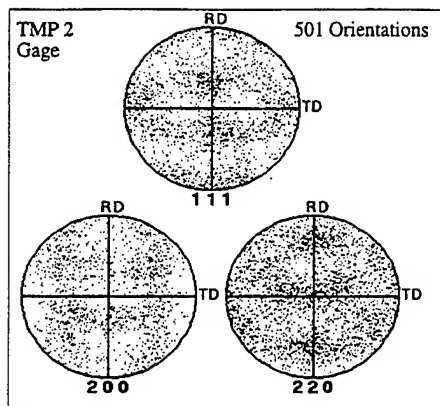 TMP 2
Gage
501 Orientations
RD
TD
111
RD
TD
200
RD
TD
220